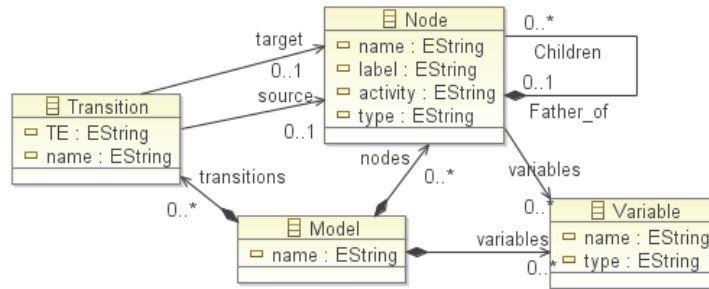 Node
name : EString
label : EString
activity : EString
type : EString
0..*
Children
0..1
Father_of
target
0..1
source
0..1
Transition
TE : EString
name : EString
transitions
0..*
nodes
0..*
variables
0..*
Model
name : EString
variables
0..*
Variable
name : EString
type : EString